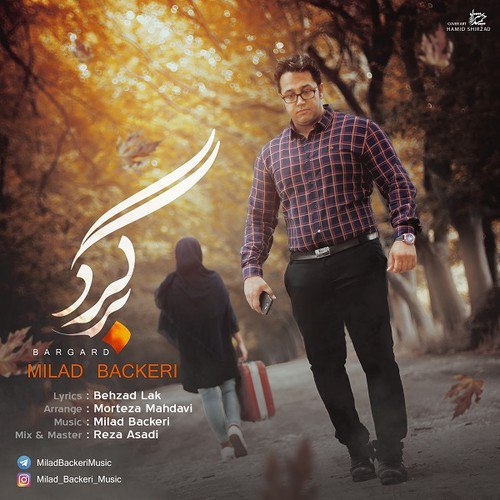 COVER ART
HAMID SHIRZAD
برگرد
BARGARD
MILAD BACKERI
Lyrics : Behzad Lak
Arrange : Morteza Mahdavi
Music : Milad Backeri
Mix & Master : Reza Asadi
MiladBackeriMusic
Milad_Backeri_Music